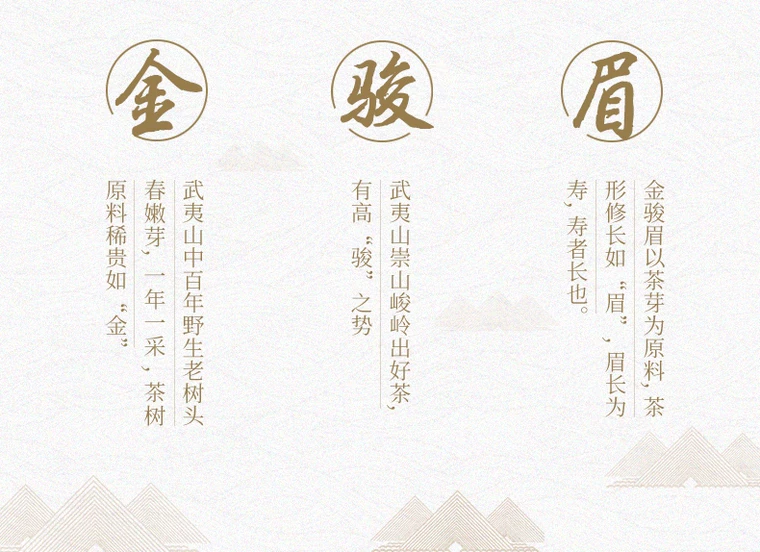 金
武夷山中百年野生老树头
春嫩芽，一年一采，茶树
原料稀贵如“金”
骏
武夷山崇山峻岭出好茶，
有高“骏”之势
眉
金骏眉以茶芽为原料，茶
形修长如“眉”，眉长为
寿，寿者长也。